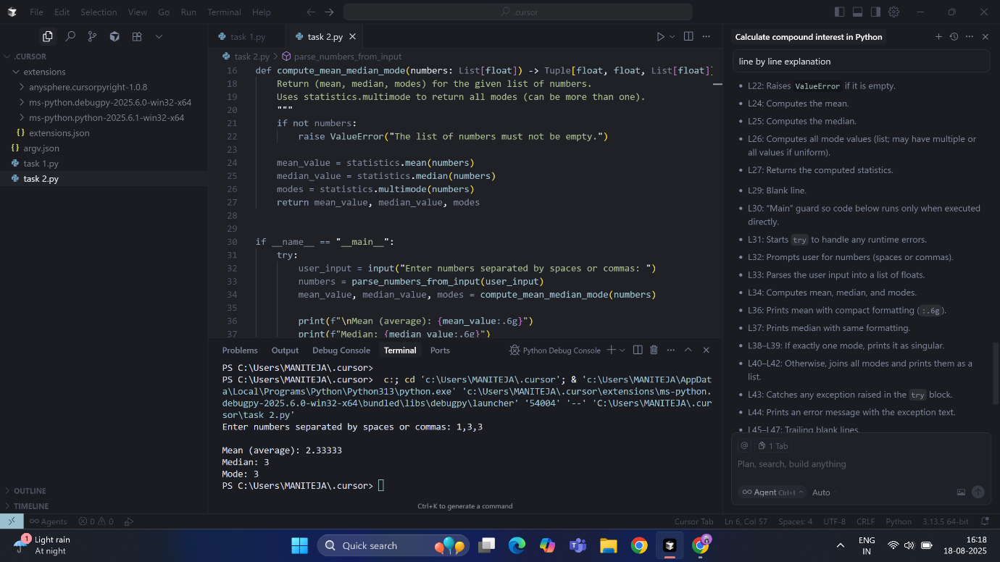 File Edit Selection View Go Run Terminal Help
.cursor
.CURSOR
extensions
anysphere.cursorpyright-1.0.8
ms-python.debugpy-2025.6.0-win32-x64
ms-python.python-2025.6.1-win32-x64
{} extensions.json
{} argv.json
task 1.py
task 2.py
OUTLINE
TIMELINE
task 1.py
task 2.py
task 2.py > parse_numbers_from_input
16 def compute_mean_median_mode(numbers: List[float]) -> Tuple[float, float, List[float]]
18 Return (mean, median, modes) for the given list of numbers.
19 Uses statistics.multimode to return all modes (can be more than one).
20 """
21 if not numbers:
22 raise ValueError("The list of numbers must not be empty.")
23
24 mean_value = statistics.mean(numbers)
25 median_value = statistics.median(numbers)
26 modes = statistics.multimode(numbers)
27 return mean_value, median_value, modes
28
29
30 if __name__ == "__main__":
31 try:
32 user_input = input("Enter numbers separated by spaces or commas: ")
33 numbers = parse_numbers_from_input(user_input)
34 mean_value, median_value, modes = compute_mean_median_mode(numbers)
35
36 print(f"\nMean (average): {mean_value:.6g}")
37 print(f"Median: {median_value:.6g}")
Problems Output Debug Console Terminal Ports
Python Debug Console
PS C:\Users\MANITEJA\.cursor>
PS C:\Users\MANITEJA\.cursor> c:; cd 'c:\Users\MANITEJA\.cursor'; & 'c:\Users\MANITEJA\AppDat
a\Local\Programs\Python\Python313\python.exe' 'c:\Users\MANITEJA\.cursor\extensions\ms-python.
debugpy-2025.6.0-win32-x64\bundled\libs\debugpy\launcher' '54004' '--' 'C:\Users\MANITEJA\.cur
sor\task 2.py'
Enter numbers separated by spaces or commas: 1,3,3
Mean (average): 2.33333
Median: 3
Mode: 3
PS C:\Users\MANITEJA\.cursor>
Ctrl+K to generate a command
Calculate compound interest in Python
line by line explanation
• L22: Raises ValueError if it is empty.
• L24: Computes the mean.
• L25: Computes the median.
• L26: Computes all mode values (list; may have multiple or
all values if uniform).
• L27: Returns the computed statistics.
• L29: Blank line.
• L30: “Main” guard so code below runs only when executed
directly.
• L31: Starts try to handle any runtime errors.
• L32: Prompts user for numbers (spaces or commas).
• L33: Parses the user input into a list of floats.
• L34: Computes mean, median, and modes.
• L36: Prints mean with compact formatting (:.6g).
• L37: Prints median with same formatting.
• L38–L39: If exactly one mode, prints it as singular.
• L40–L42: Otherwise, joins all modes and prints them as a
list.
• L43: Catches any exception raised in the try block.
• L44: Prints an error message with the exception text.
• L45–L47: Trailing blank lines.
@ 1 Tab
Plan, search, build anything
∞ Agent Ctrl+I Auto
∞ Agents 0 0
Cursor Tab Ln 6, Col 57 Spaces: 4 UTF-8 CRLF Python 3.13.5 64-bit
1 Light rain
At night
Quick search
ENG
IN
16:18
18-08-2025